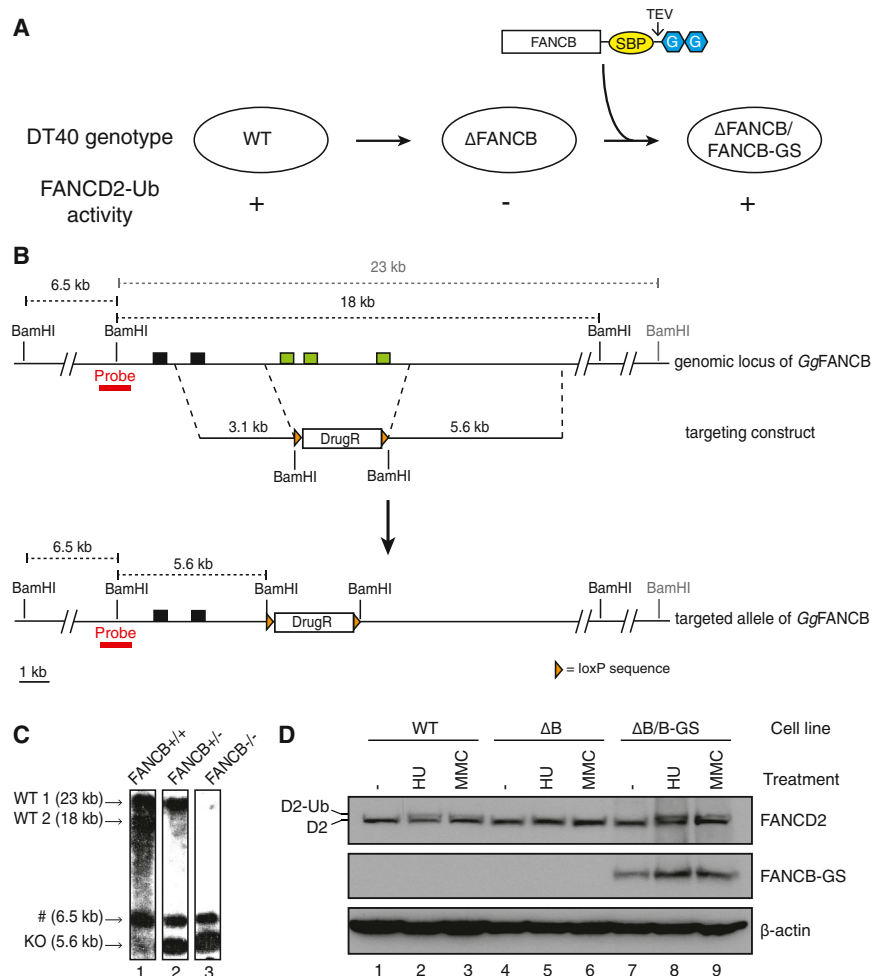 A
TEV
FANCB
SBP
G
G
DT40 genotype
WT
ΔFANCB
ΔFANCB/
FANCB-GS
FANCD2-Ub
activity
+
-
+
B
23 kb
6.5 kb
18 kb
BamHI
BamHI
BamHI
BamHI
genomic locus of GgFANCB
Probe
3.1 kb
DrugR
5.6 kb
targeting construct
BamHI
BamHI
6.5 kb
5.6 kb
BamHI
BamHI
BamHI
BamHI
BamHI
BamHI
DrugR
targeted allele of GgFANCB
Probe
1 kb
= loxP sequence
C
FANCB+/+
FANCB+/-
FANCB-/-
WT 1 (23 kb)
WT 2 (18 kb)
# (6.5 kb)
KO (5.6 kb)
1
2
3
D
WT
ΔB
ΔB/B-GS
Cell line
-
HU
MMC
-
HU
MMC
-
HU
MMC
Treatment
D2-Ub
D2
FANCD2
FANCB-GS
β-actin
1
2
3
4
5
6
7
8
9